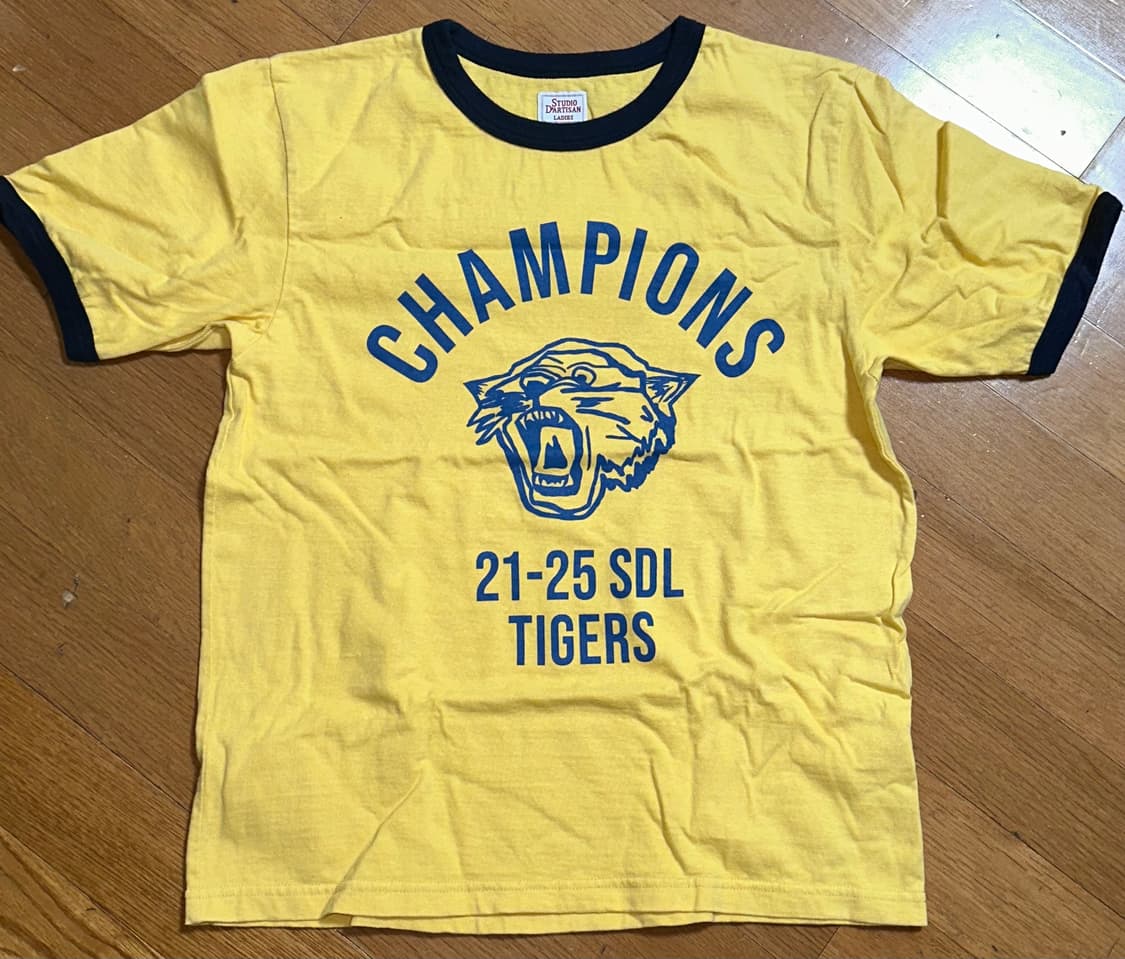 STUDIO
D'ARTISAN
LADIES
CHAMPIONS
21-25 SDL
TIGERS